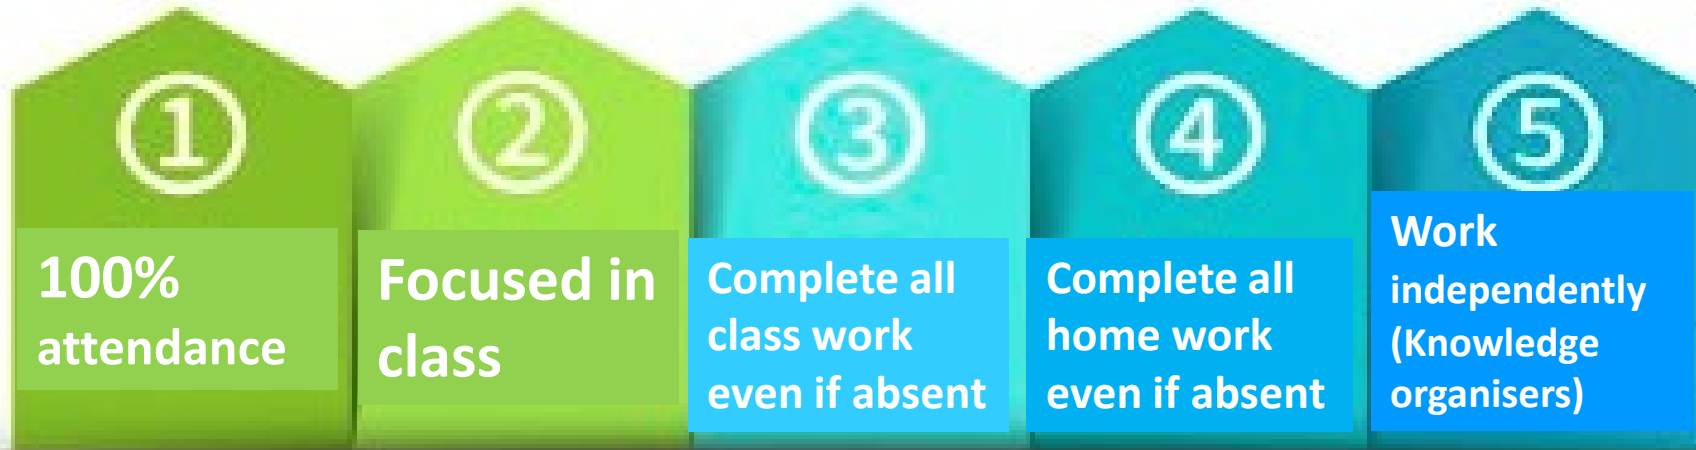 ①
100%
attendance
②
Focused in
class
③
Complete all
class work
even if absent
④
Complete all
home work
even if absent
⑤
Work
independently
(Knowledge
organisers)